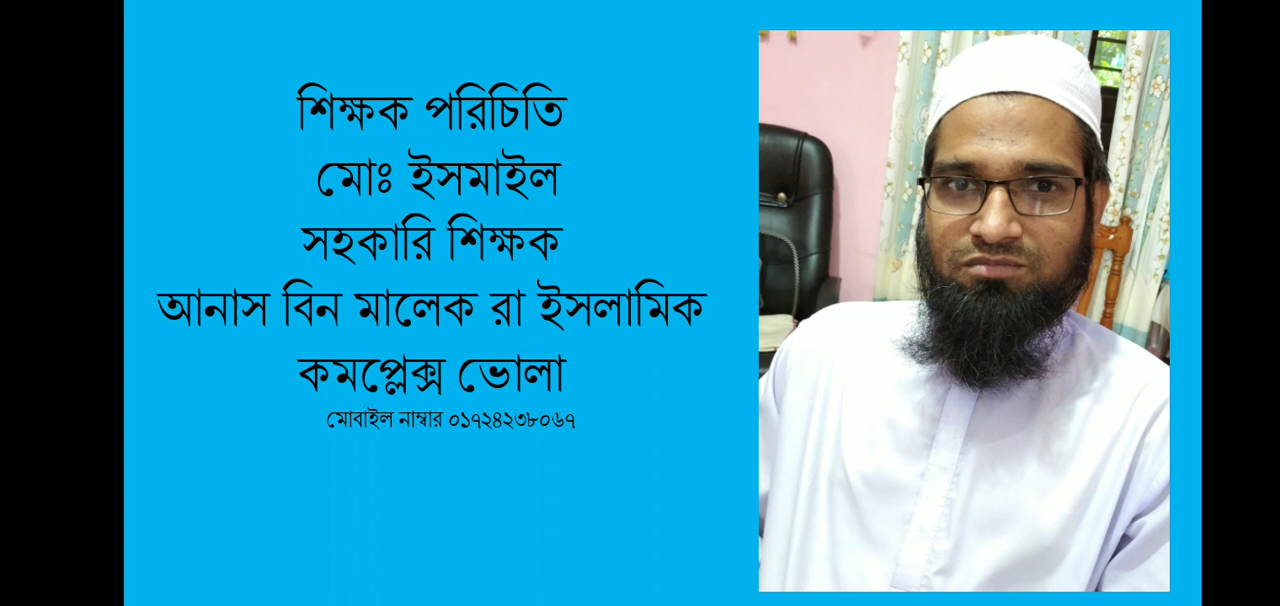 শিক্ষক পরিচিতি
মোঃ ইসমাইল
সহকারি শিক্ষক
আনাস বিন মালেক রা ইসলামিক
কমপ্লেক্স ভোলা
মোবাইল নাম্বার ০১৭২৪২৩৮০৬৭